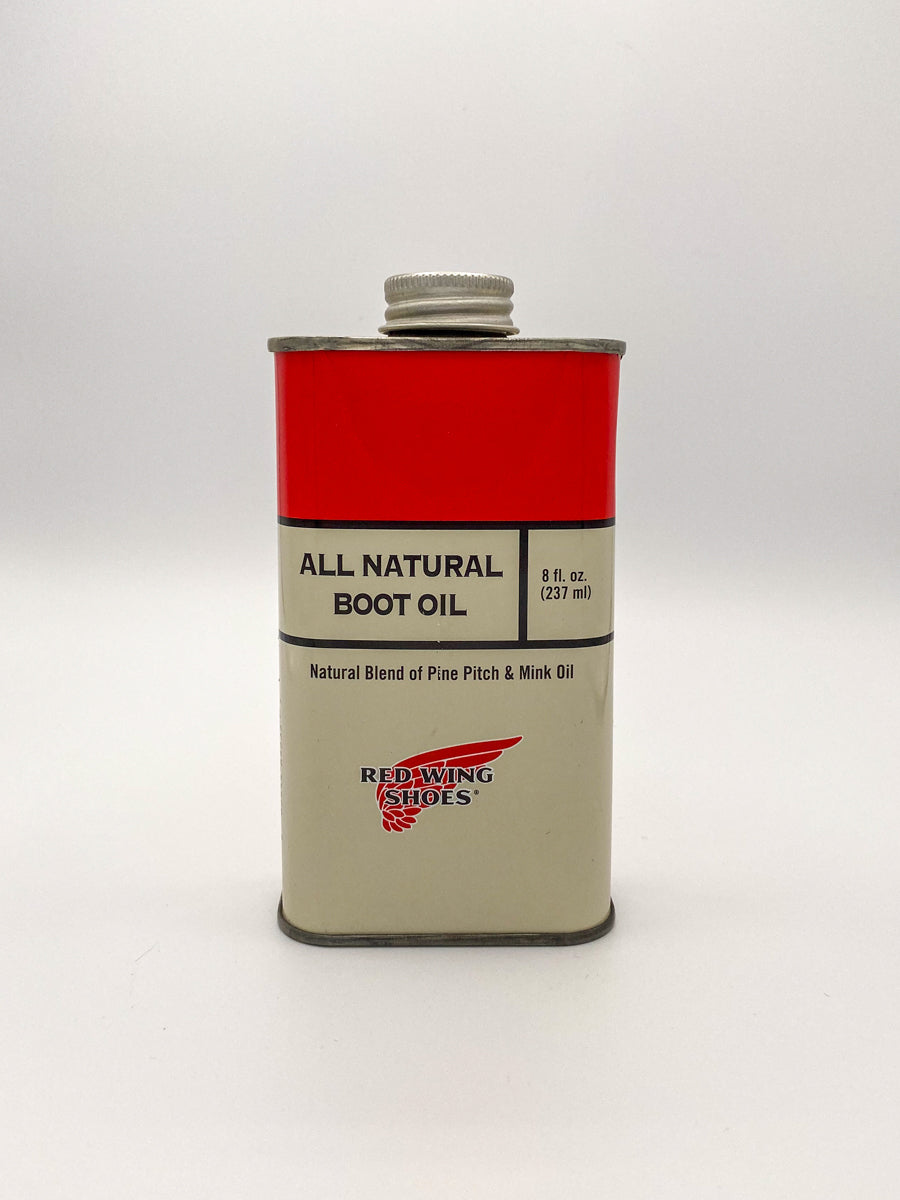 ALL NATURAL
BOOT OIL
8 fl. oz.
(237 ml)
Natural Blend of Pine Pitch & Mink Oil
RED WING
SHOES®